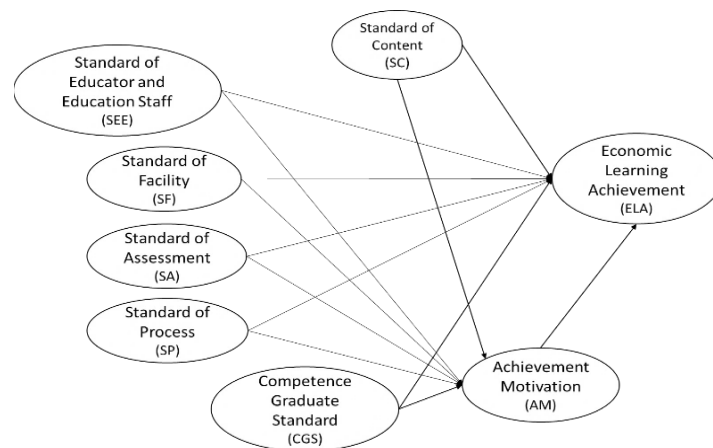 Standard of
Content
(SC)
Standard of
Educator and
Education Staff
(SEE)
Standard of
Facility
(SF)
Economic
Learning
Achievement
(ELA)
Standard of
Assessment
(SA)
Standard of
Process
(SP)
Competence
Graduate
Standard
(CGS)
Achievement
Motivation
(AM)